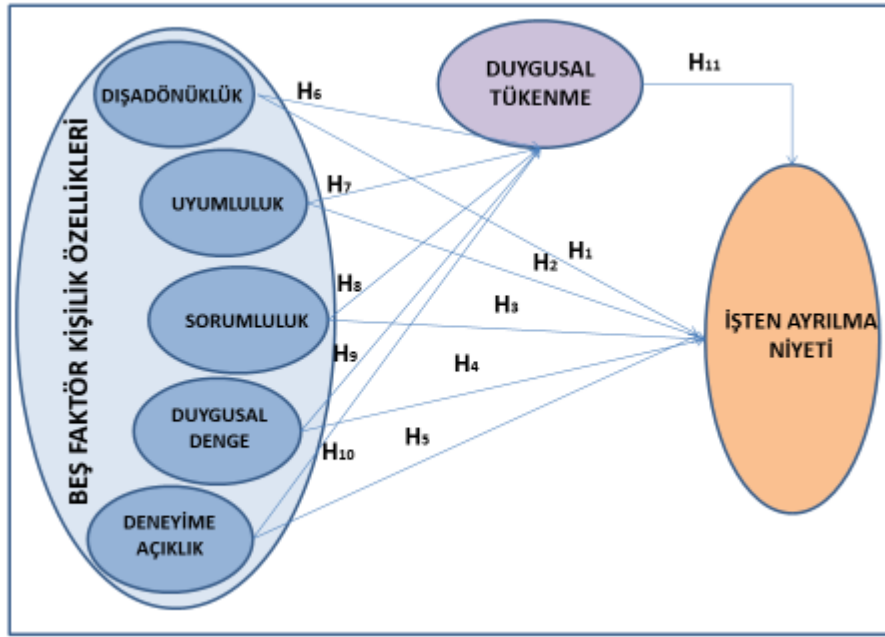 BEŞ FAKTÖR KİŞİLİK ÖZELLİKLERİ
DIŞADÖNÜKLÜK
UYUMLULUK
SORUMLULUK
DUYGUSAL
DENGE
DENEYİME
AÇIKLIK
DUYGUSAL
TÜKENME
İŞTEN AYRILMA
NİYETİ
H6
H7
H8
H9
H10
H1
H2
H3
H4
H5
H11